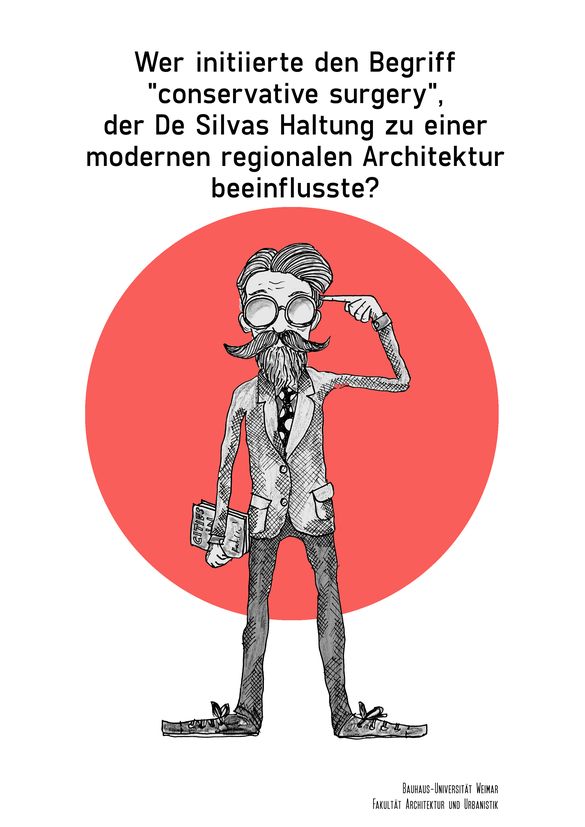 Wer initiierte den Begriff
"conservative surgery",
der De Silvas Haltung zu einer
modernen regionalen Architektur
beeinflusste?
CITIES
Bauhaus-Universität Weimar
Fakultät Architektur und Urbanistik